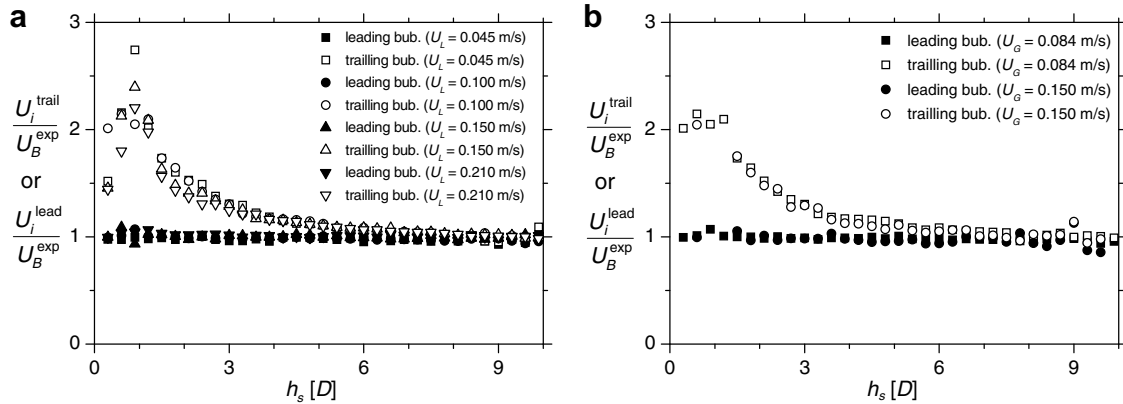 a
3
2
1
0
U_i^trail
U_B^exp
or
U_i^lead
U_B^exp
leading bub. (U_L = 0.045 m/s)
trailling bub. (U_L = 0.045 m/s)
leading bub. (U_L = 0.100 m/s)
trailling bub. (U_L = 0.100 m/s)
leading bub. (U_L = 0.150 m/s)
trailling bub. (U_L = 0.150 m/s)
leading bub. (U_L = 0.210 m/s)
trailling bub. (U_L = 0.210 m/s)
0 3 6 9
h_s [D]
b
3
2
1
0
U_i^trail
U_B^exp
or
U_i^lead
U_B^exp
leading bub. (U_G = 0.084 m/s)
trailling bub. (U_G = 0.084 m/s)
leading bub. (U_G = 0.150 m/s)
trailling bub. (U_G = 0.150 m/s)
0 3 6 9
h_s [D]